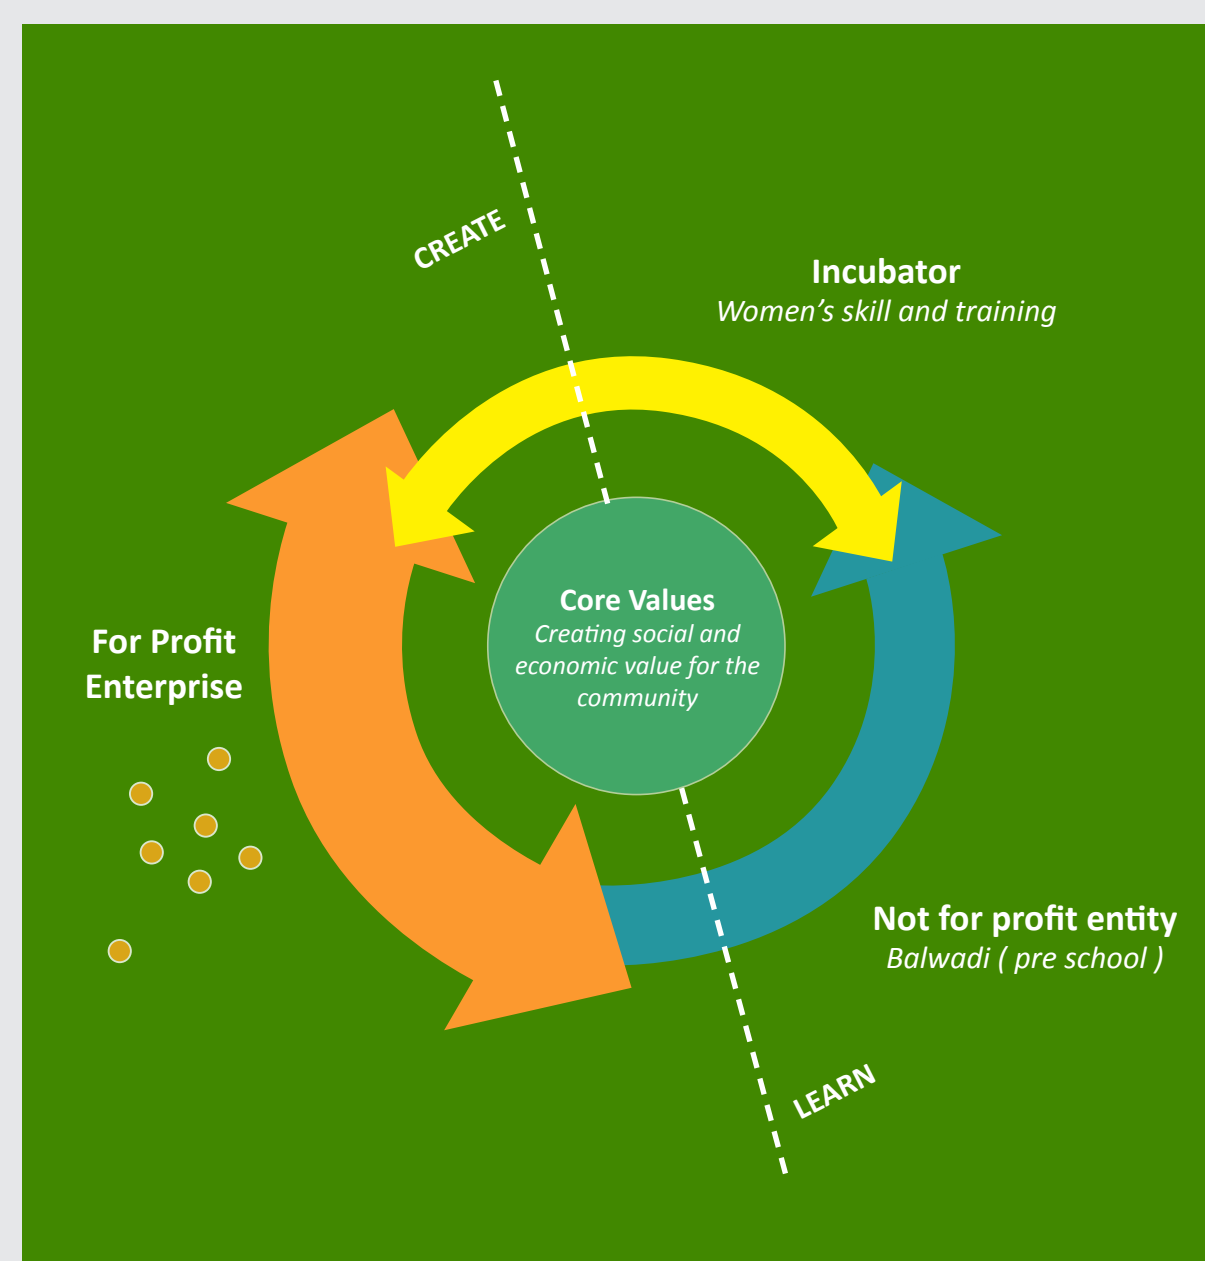 CREATE
Incubator
Women’s skill and training
For Profit
Enterprise
Core Values
Creating social and
economic value for the
community
Not for profit entity
Balwadi ( pre school )
LEARN